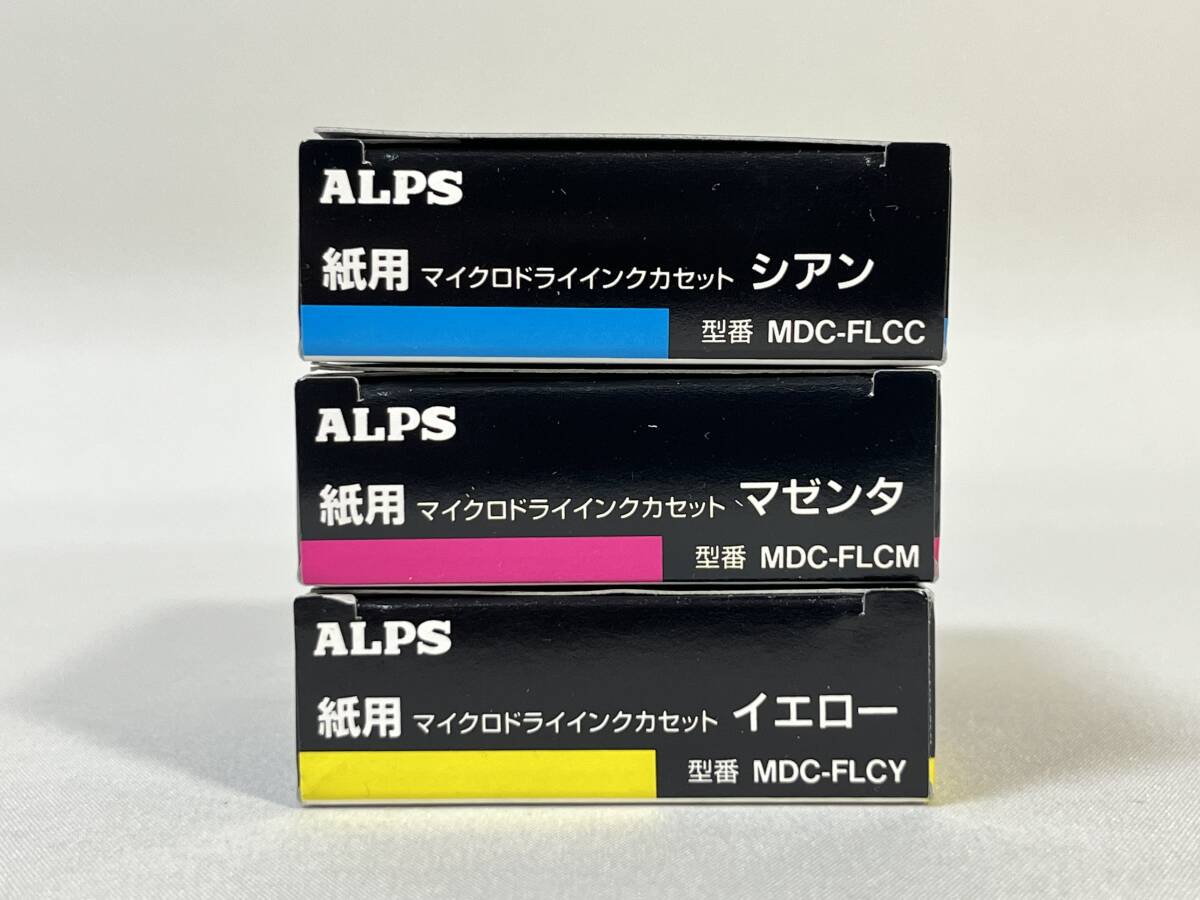 ALPS
紙用 マイクロドライインクカセット シアン
型番 MDC-FLCC
ALPS
紙用 マイクロドライインクカセット マゼンタ
型番 MDC-FLCM
ALPS
紙用 マイクロドライインクカセット イエロー
型番 MDC-FLCY